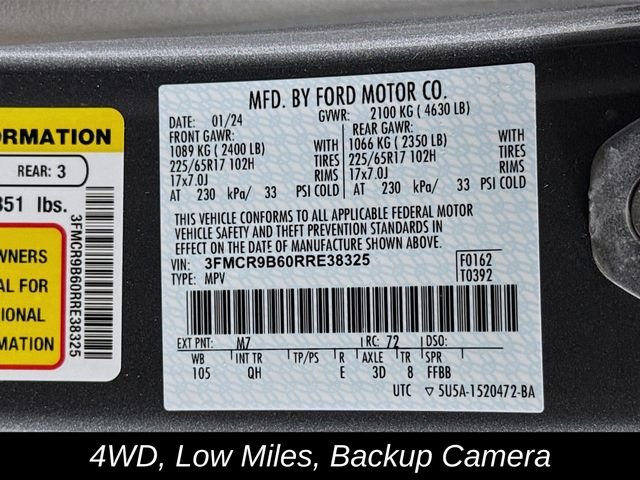 MFD. BY FORD MOTOR CO.
DATE: 01/24
GVWR: 2100 KG ( 4630 LB)
FRONT GAWR:
REAR GAWR:
1089 KG ( 2400 LB) WITH
1066 KG ( 2350 LB) WITH
225/65R17 102H TIRES
225/65R17 102H TIRES
17x7.0J RIMS
17x7.0J RIMS
AT 230 kPa/ 33 PSI COLD
AT 230 kPa/ 33 PSI COLD
THIS VEHICLE CONFORMS TO ALL APPLICABLE FEDERAL MOTOR
VEHICLE SAFETY AND THEFT PREVENTION STANDARDS IN
EFFECT ON THE DATE OF MANUFACTURE SHOWN ABOVE.
VIN: 3FMCR9B60RRE38325
TYPE: MPV
F0162
T0392
EXT PNT: M7 RC: 72 DSO:
WB INT TR TP/PS R AXLE TR SPR
105 QH E 3D 8 FFBB
UTC ▽5U5A-1520472-BA
REAR: 3
lbs.
3FMCR9B60RRE38325
FOR
4WD, Low Miles, Backup Camera